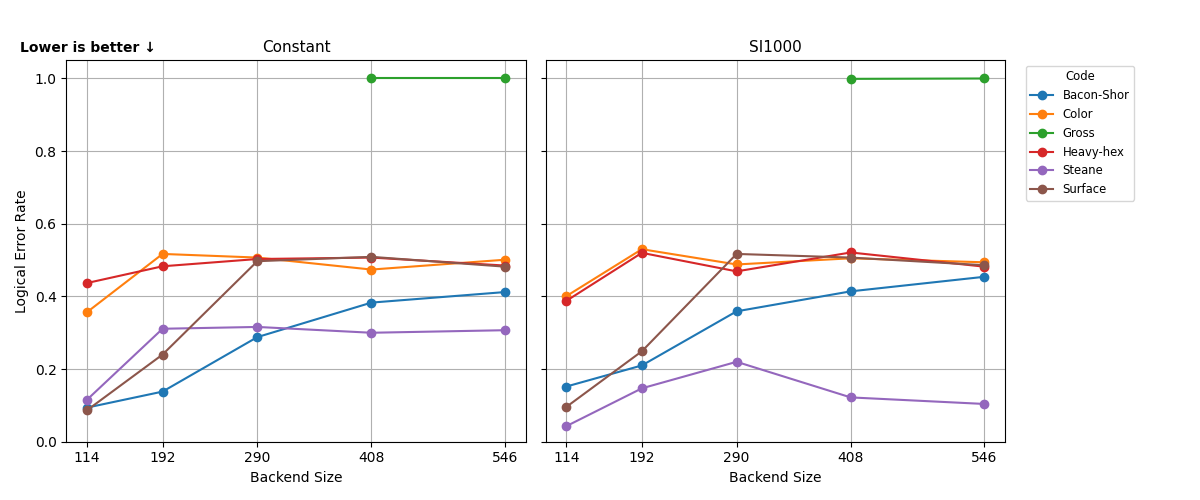 Lower is better ↓
Constant
SI1000
Logical Error Rate
1.0
0.8
0.6
0.4
0.2
0.0
114 192 290 408 546
Backend Size
114 192 290 408 546
Backend Size
Code
Bacon-Shor
Color
Gross
Heavy-hex
Steane
Surface